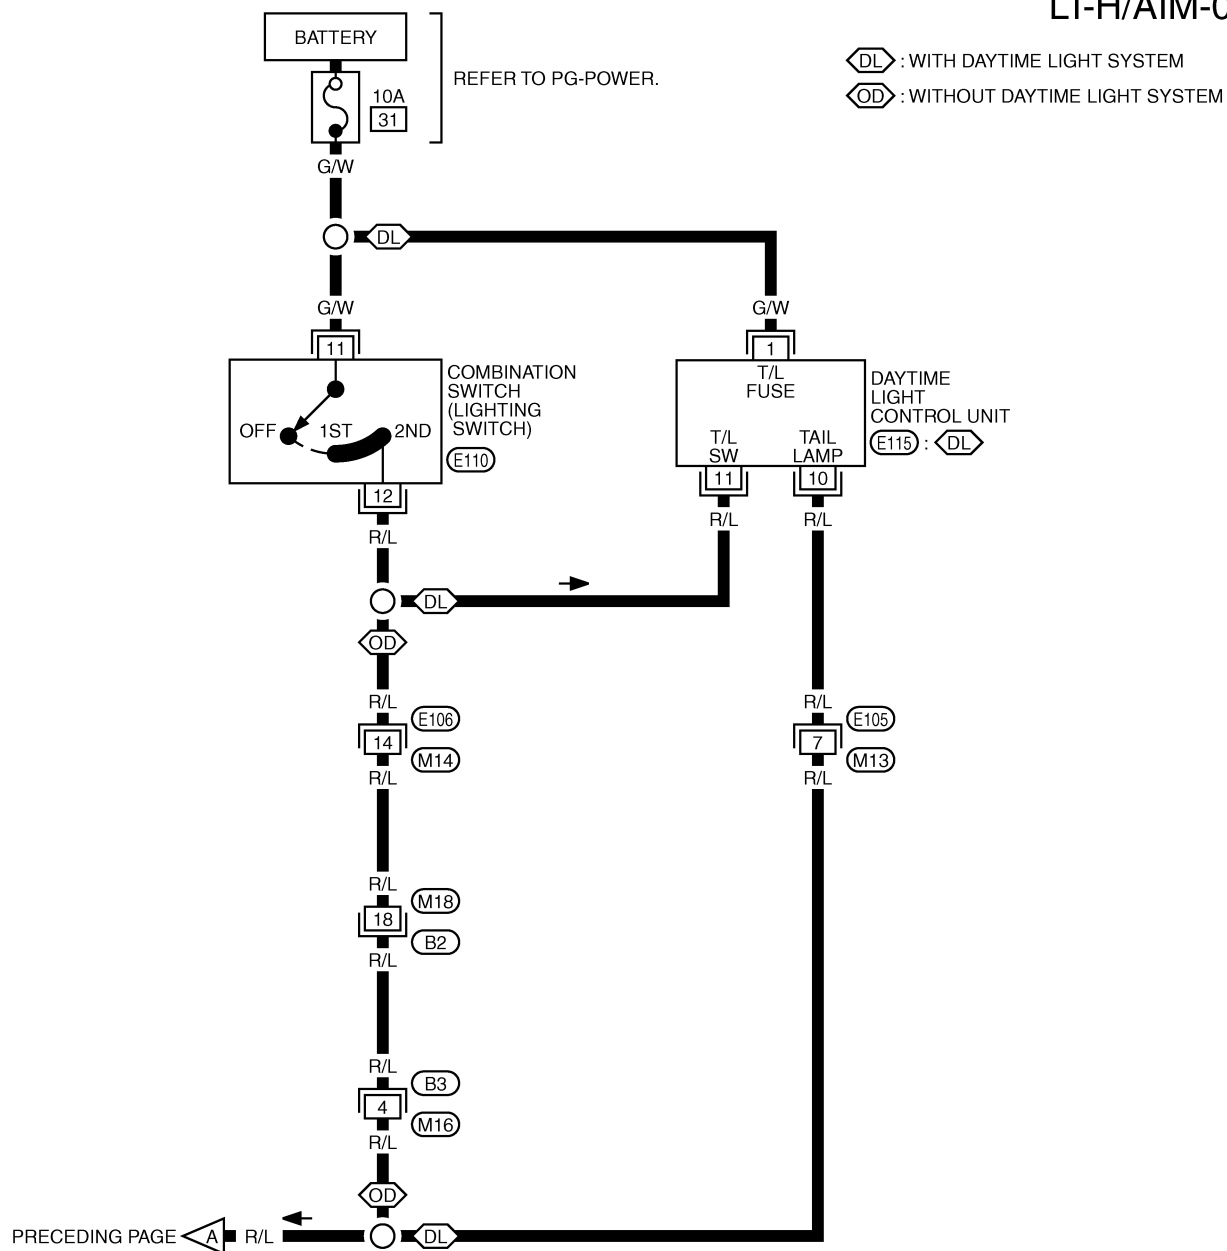 LT-H/AIM-0
BATTERY
REFER TO PG-POWER.
10A
31
DL : WITH DAYTIME LIGHT SYSTEM
OD : WITHOUT DAYTIME LIGHT SYSTEM
G/W
DL
G/W
G/W
11
1
COMBINATION
SWITCH
(LIGHTING
SWITCH)
E110
OFF
1ST
2ND
T/L
FUSE
T/L
SW
TAIL
LAMP
DAYTIME
LIGHT
CONTROL UNIT
E115 : DL
12
11
10
R/L
R/L
R/L
DL
OD
R/L
R/L
E106
14
M14
E105
7
M13
R/L
R/L
R/L
M18
18
B2
R/L
R/L
B3
4
M16
R/L
OD
PRECEDING PAGE
A
R/L
DL